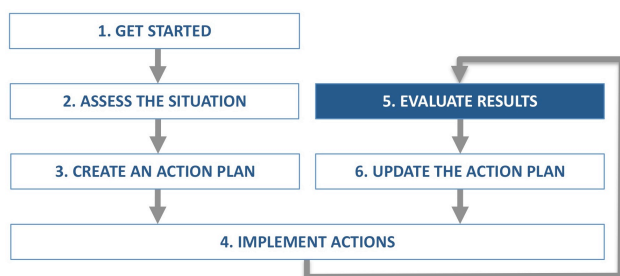 1. GET STARTED
2. ASSESS THE SITUATION
3. CREATE AN ACTION PLAN
4. IMPLEMENT ACTIONS
5. EVALUATE RESULTS
6. UPDATE THE ACTION PLAN